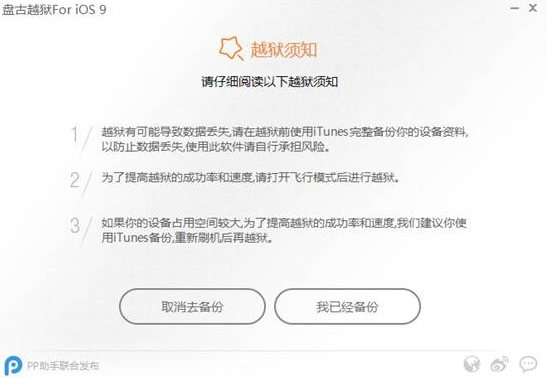 盘古越狱For iOS 9
越狱须知
请仔细阅读以下越狱须知
1
越狱有可能导致数据丢失,请在越狱前使用iTunes完整备份你的设备资料,
以防止数据丢失,使用此软件请自行承担风险。
2
为了提高越狱的成功率和速度,请打开飞行模式后进行越狱。
3
如果你的设备占用空间较大,为了提高越狱的成功率和速度,我们建议你使
用iTunes备份,重新刷机后再越狱。
取消去备份
我已经备份
PP助手联合发布